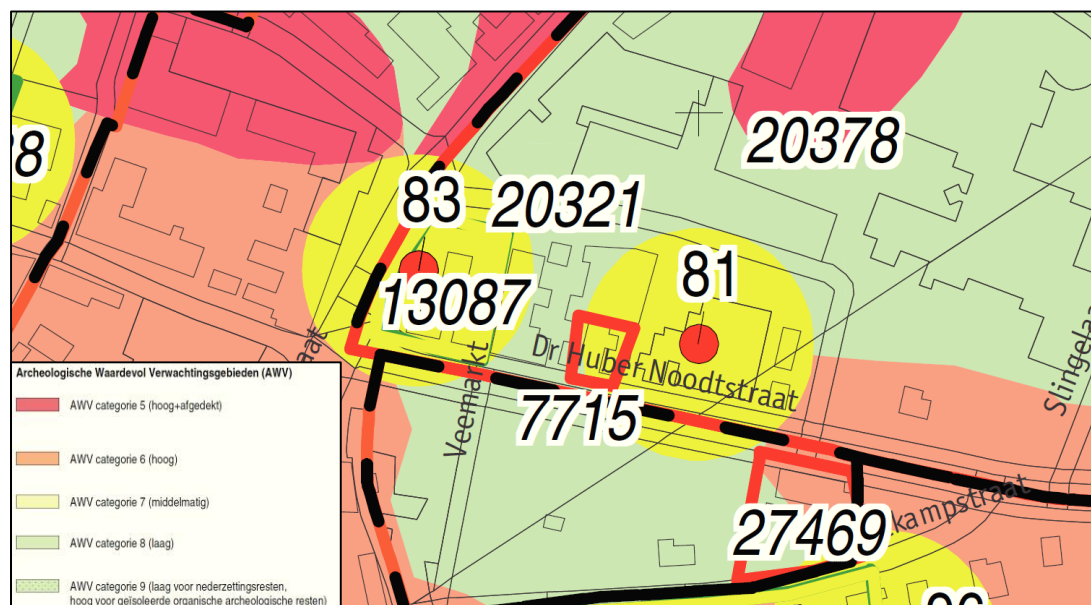 83
20321
20378
13087
81
Dr Huber Noodtstraat
7715
Veemarkt
27469
kampstraat
Archeologische Waardevol Verwachtingsgebieden (AWV)
AWV categorie 5 (hoog+afgedekt)
AWV categorie 6 (hoog)
AWV categorie 7 (middelmatig)
AWV categorie 8 (laag)
AWV categorie 9 (laag voor nederzettingsresten,
hoog voor geïsoleerde organische archeologische resten)